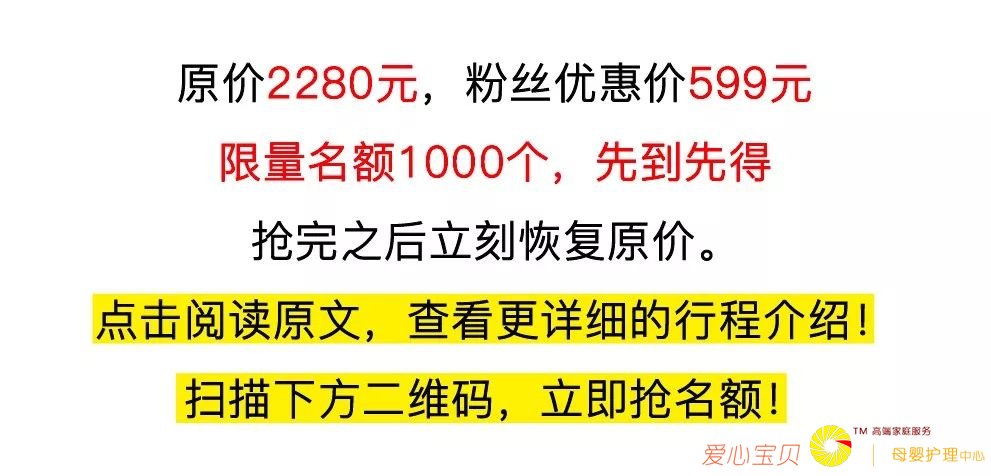 原价2280元，粉丝优惠价599元
限量名额1000个，先到先得
抢完之后立刻恢复原价。
点击阅读原文，查看更详细的行程介绍！
扫描下方二维码，立即抢名额！
TM 高端家庭服务
爱心宝贝 母婴护理中心